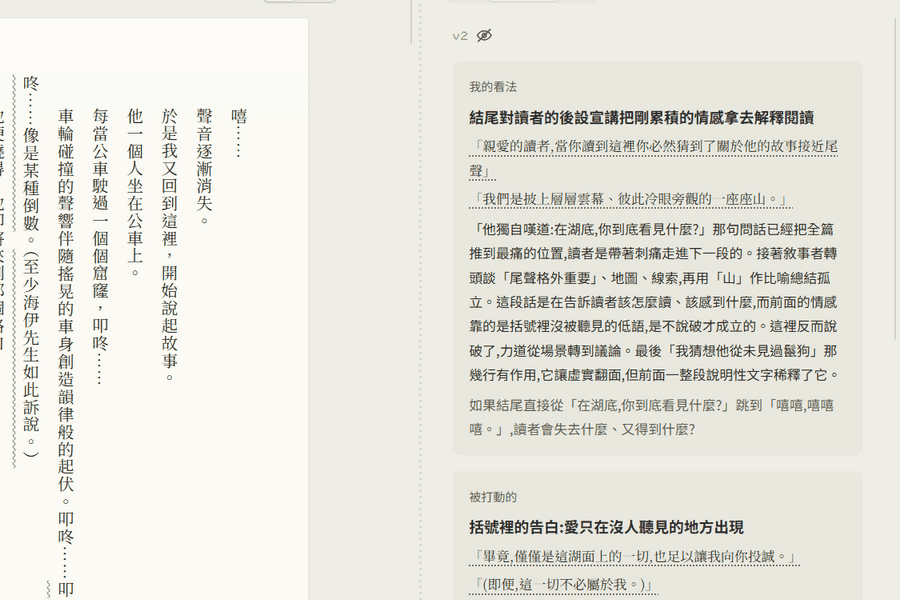 嘻……
聲音逐漸消失。
於是我又回到這裡，開始說起故事。
他一個人坐在公車上。
每當公車駛過一個個窟窿，叩咚……
車輪碰撞的聲響伴隨搖晃的車身創造韻律般的起伏。叩咚……叩
咚……像是某種倒數。（至少海伊先生如此訴說。）
v2
我的看法
結尾對讀者的後設宣講把剛累積的情感拿去解釋閱讀
「親愛的讀者,當你讀到這裡你必然猜到了關於他的故事接近尾
聲」
「我們是披上層層雲幕、彼此冷眼旁觀的一座座山。」
「他獨自嘆道:在湖底,你到底看見什麼?」那句問話已經把全篇
推到最痛的位置,讀者是帶著刺痛走進下一段的。接著敘事者轉
頭談「尾聲格外重要」、地圖、線索,再用「山」作比喻總結孤
立。這段話是在告訴讀者該怎麼讀、該感到什麼,而前面的情感
靠的是括號裡沒被聽見的低語,是不說破才成立的。這裡反而說
破了,力道從場景轉到議論。最後「我猜想他從未見過鬣狗」那
幾行有作用,它讓虛實翻面,但前面一整段說明性文字稀釋了它。
如果結尾直接從「在湖底,你到底看見什麼?」跳到「嘻嘻,嘻嘻
嘻。」,讀者會失去什麼、又得到什麼?
被打動的
括號裡的告白:愛只在沒人聽見的地方出現
「畢竟,僅僅是這湖面上的一切,也足以讓我向你投誠。」
「(即便,這一切不必屬於我。)」